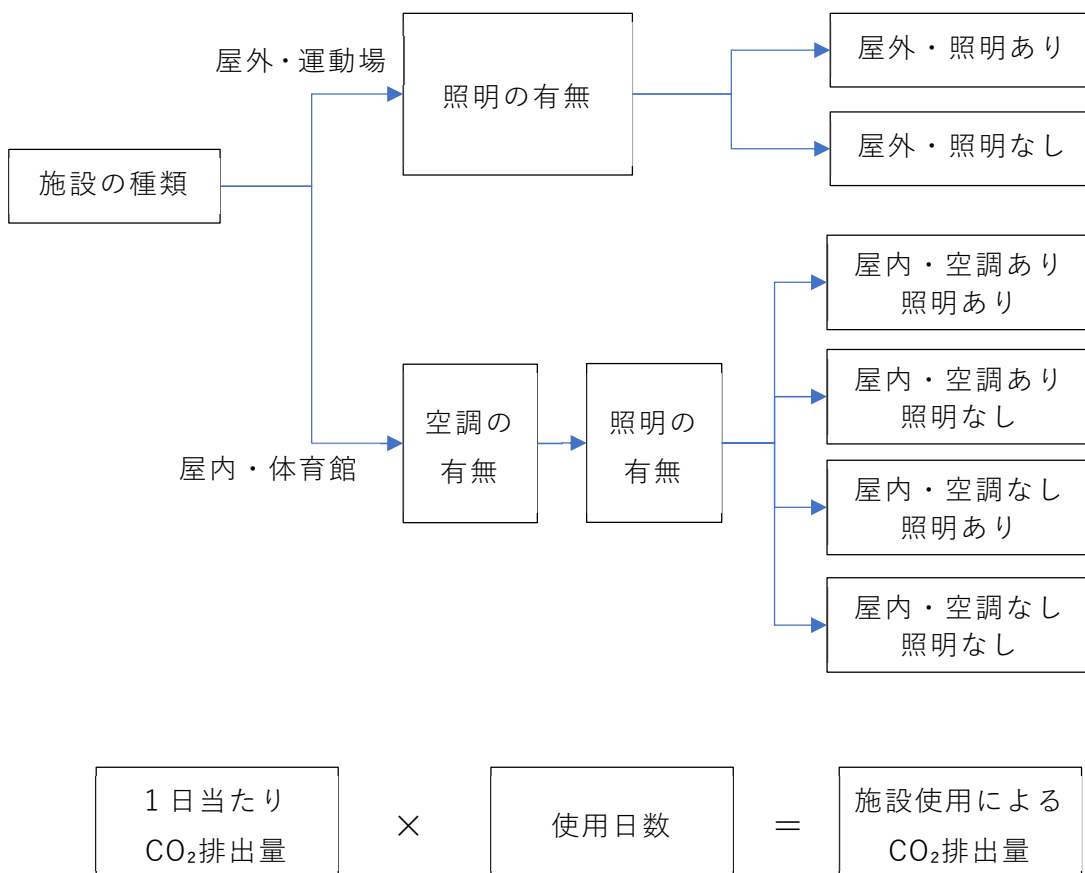 屋外・運動場
照明の有無
屋外・照明あり
屋外・照明なし
施設の種類
屋内・体育館
空調の
有無
照明の
有無
屋内・空調あり
照明あり
屋内・空調あり
照明なし
屋内・空調なし
照明あり
屋内・空調なし
照明なし
1日当たり
CO₂排出量
×
使用日数
＝
施設使用による
CO₂排出量